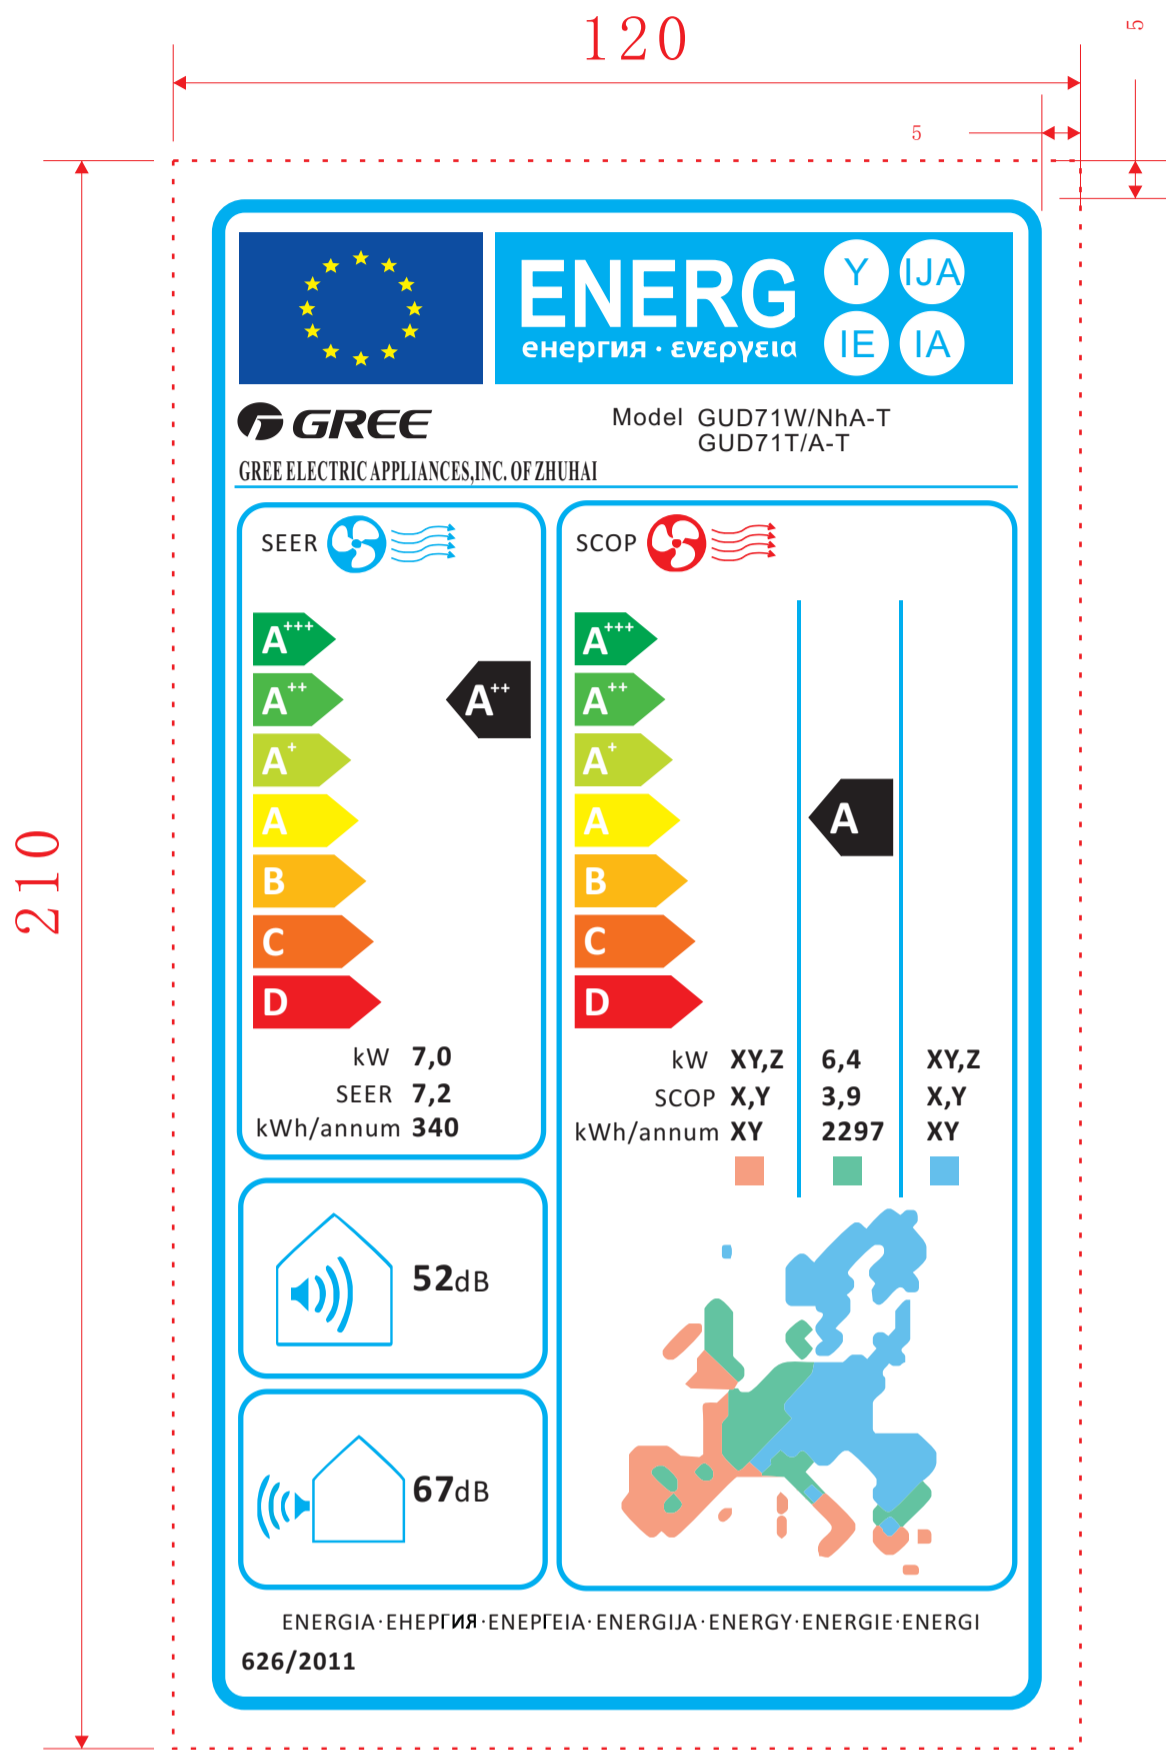 120
5
5
210
ENERG
енергия · ενεργεια
Y IJA
IE IA
GREE
Model GUD71W/NhA-T
GUD71T/A-T
GREE ELECTRIC APPLIANCES,INC. OF ZHUHAI
SEER
A+++
A++
A+
A
B
C
D
A++
kW 7,0
SEER 7,2
kWh/annum 340
SCOP
A+++
A++
A+
A
B
C
D
A
kW XY,Z 6,4 XY,Z
SCOP X,Y 3,9 X,Y
kWh/annum XY 2297 XY
52dB
67dB
ENERGIA·ЕНЕРГИЯ·ΕΝΕΡΓΕΙΑ·ENERGIJA·ENERGY·ENERGIE·ENERGI
626/2011